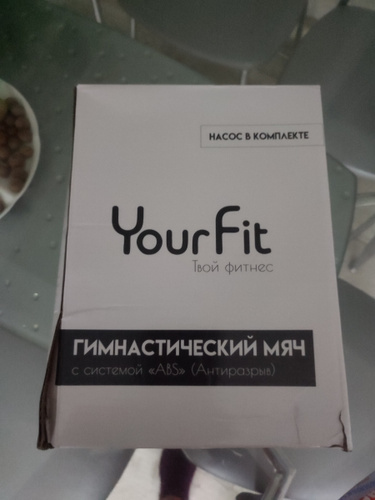 НАСОС В КОМПЛЕКТЕ
YourFit
Твой фитнес
ГИМНАСТИЧЕСКИЙ МЯЧ
с системой «ABS» (Антиразрыв)